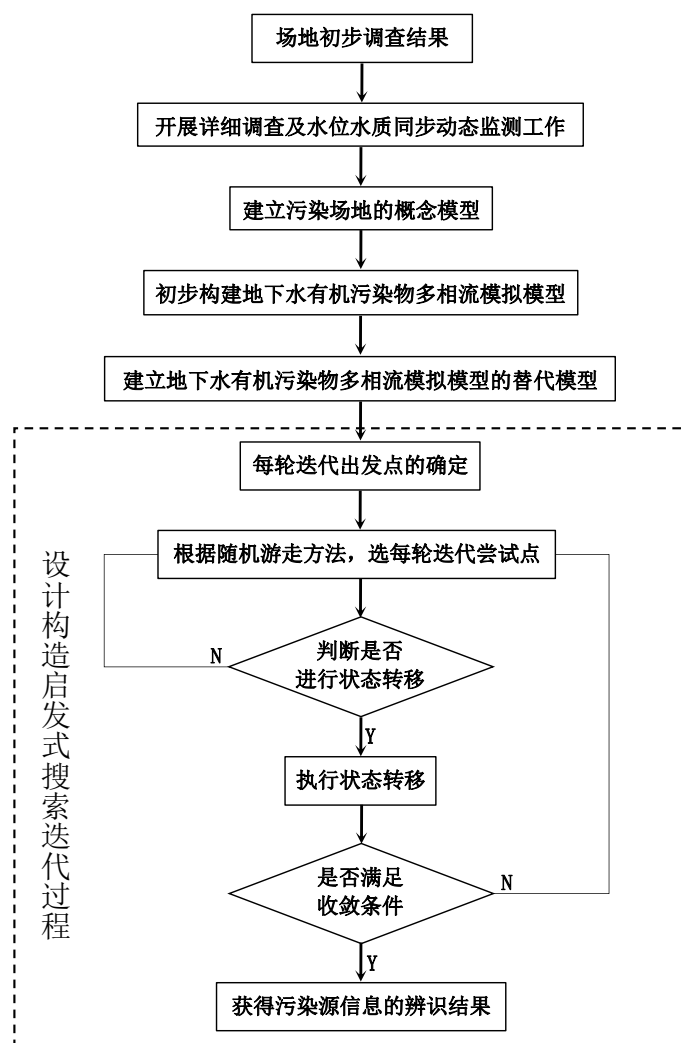 场地初步调查结果
开展详细调查及水位水质同步动态监测工作
建立污染场地的概念模型
初步构建地下水有机污染物多相流模拟模型
建立地下水有机污染物多相流模拟模型的替代模型
每轮迭代出发点的确定
根据随机游走方法，选每轮迭代尝试点
设计构造启发式搜索迭代过程
判断是否
进行状态转移
N
Y
执行状态转移
是否满足
收敛条件
N
Y
获得污染源信息的辨识结果